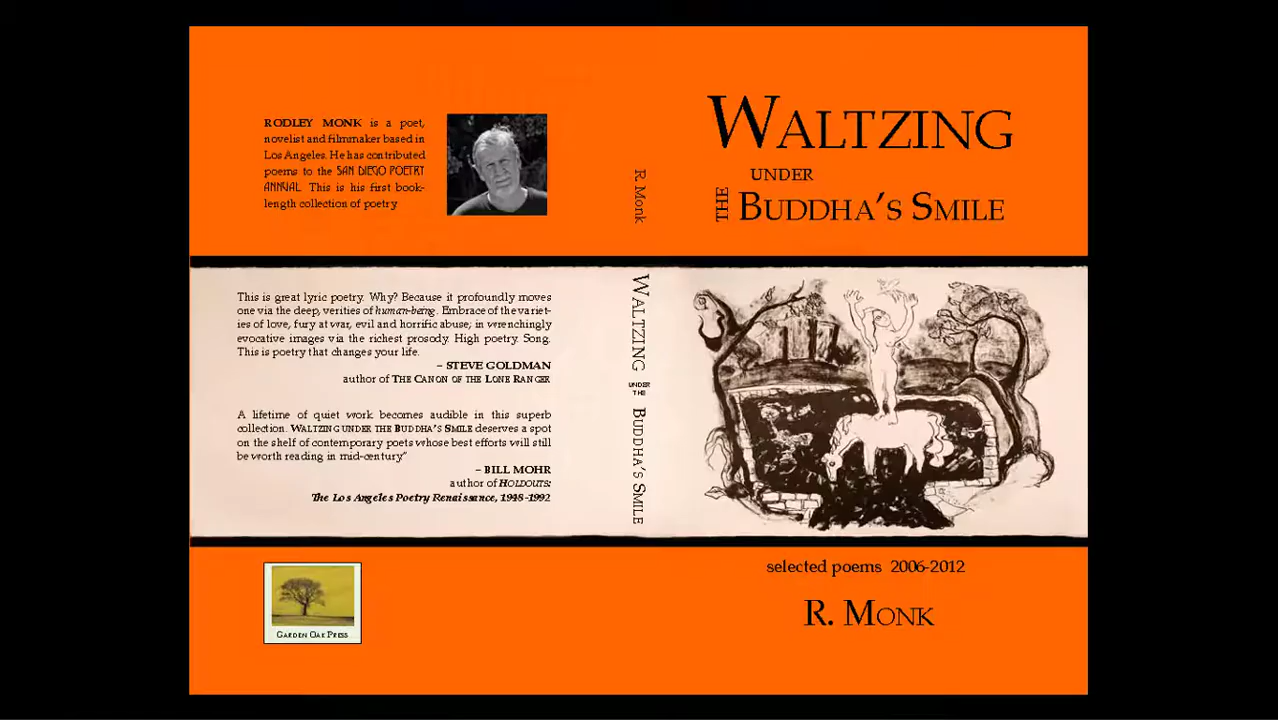 RODLEY MONK is a poet,
novelist and filmmaker based in
Los Angeles. He has contributed
poems to the SAN DIEGO POETRY
ANNUAL. This is his first book-
length collection of poetry
This is great lyric poetry. Why? Because it profoundly moves
one via the deep, verities of human-being. Embrace of the variet-
ies of love, fury at war, evil and horrific abuse; in wrenchingly
evocative images via the richest prosody. High poetry. Song.
This is poetry that changes your life.
– STEVE GOLDMAN
author of THE CANON OF THE LONE RANGER
A lifetime of quiet work becomes audible in this superb
collection. WALTZING UNDER THE BUDDHA'S SMILE deserves a spot
on the shelf of contemporary poets whose best efforts will still
be worth reading in mid-century."
– BILL MOHR
author of HOLDOUTS:
The Los Angeles Poetry Renaissance, 1948-1992
GARDEN OAK PRESS
R. Monk
WALTZING
UNDER
THE
BUDDHA'S SMILE
WALTZING
UNDER
THE BUDDHA'S SMILE
selected poems 2006-2012
R. MONK